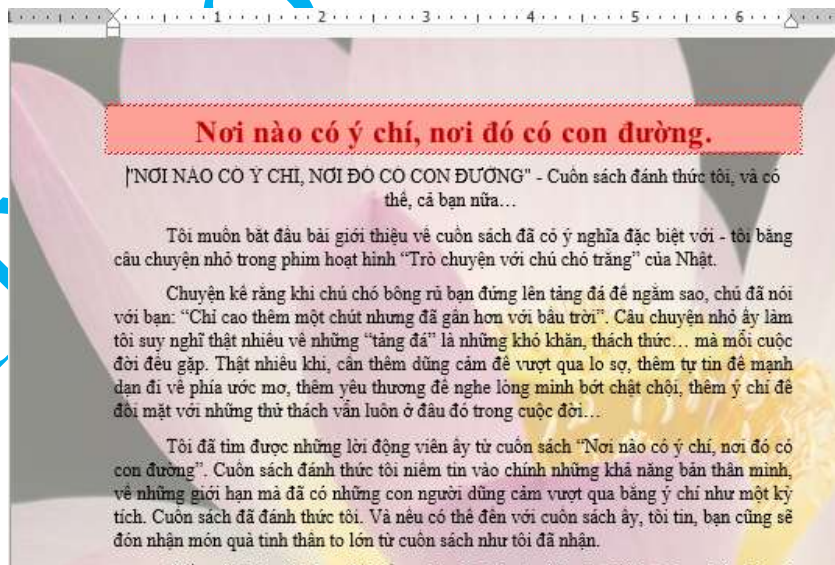 1 2 3 4 5 6
Nơi nào có ý chí, nơi đó có con đường.
"NƠI NÀO CÓ Ý CHÍ, NƠI ĐÓ CÓ CON ĐƯỜNG" - Cuốn sách đánh thức tôi, và có
thể, cả bạn nữa…
Tôi muốn bắt đầu bài giới thiệu về cuốn sách đã có ý nghĩa đặc biệt với - tôi bằng
câu chuyện nhỏ trong phim hoạt hình “Trò chuyện với chú chó trắng” của Nhật.
Chuyện kể rằng khi chú chó bông rủ bạn đứng lên tảng đá để ngắm sao, chú đã nói
với bạn: “Chỉ cao thêm một chút nhưng đã gần hơn với bầu trời”. Câu chuyện nhỏ ấy làm
tôi suy nghĩ thật nhiều về những “tảng đá” là những khó khăn, thách thức… mà mỗi cuộc
đời đều gặp. Thật nhiều khi, cần thêm dũng cảm để vượt qua lo sợ, thêm tự tin để mạnh
dạn đi về phía ước mơ, thêm yêu thương để nghe lòng mình bớt chật chội, thêm ý chí để
đối mặt với những thử thách vẫn luôn ở đâu đó trong cuộc đời…
Tôi đã tìm được những lời động viên ấy từ cuốn sách “Nơi nào có ý chí, nơi đó có
con đường”. Cuốn sách đánh thức tôi niềm tin vào chính những khả năng bản thân mình,
về những giới hạn mà đã có những con người dũng cảm vượt qua bằng ý chí như một kỳ
tích. Cuốn sách đã đánh thức tôi. Và nếu có thể đến với cuốn sách ấy, tôi tin, bạn cũng sẽ
đón nhận món quà tinh thần to lớn từ cuốn sách như tôi đã nhận.